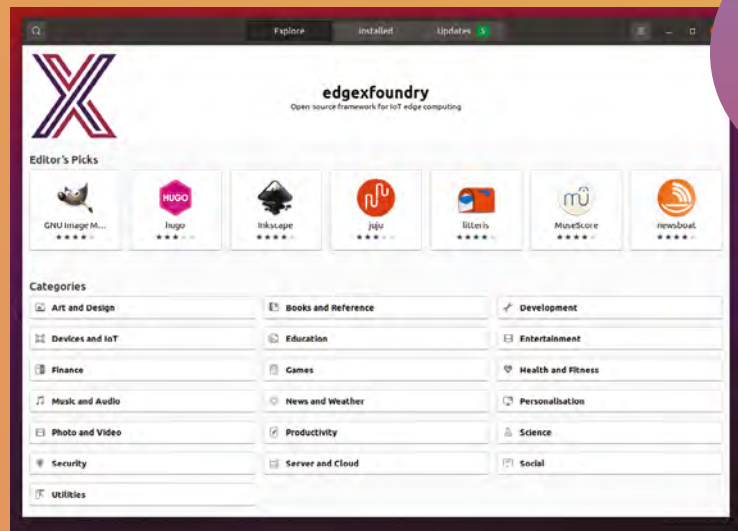 Explore Installed Updates 5
edgexfoundry
Open source framework for IoT edge computing
Editor's Picks
HUGO
mū
GNU Image M... hugo Inkscape juju litteris MuseScore newsboat
Categories
Art and Design Books and Reference Development
Devices and IoT Education Entertainment
Finance Games Health and Fitness
Music and Audio News and Weather Personalisation
Photo and Video Productivity Science
Security Server and Cloud Social
Utilities